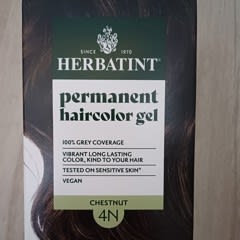 SINCE 1970
HERBATINT
permanent
haircolor gel
100% GREY COVERAGE
VIBRANT LONG LASTING
COLOR, KIND TO YOUR HAIR
TESTED ON SENSITIVE SKIN*
VEGAN
CHESTNUT
4N